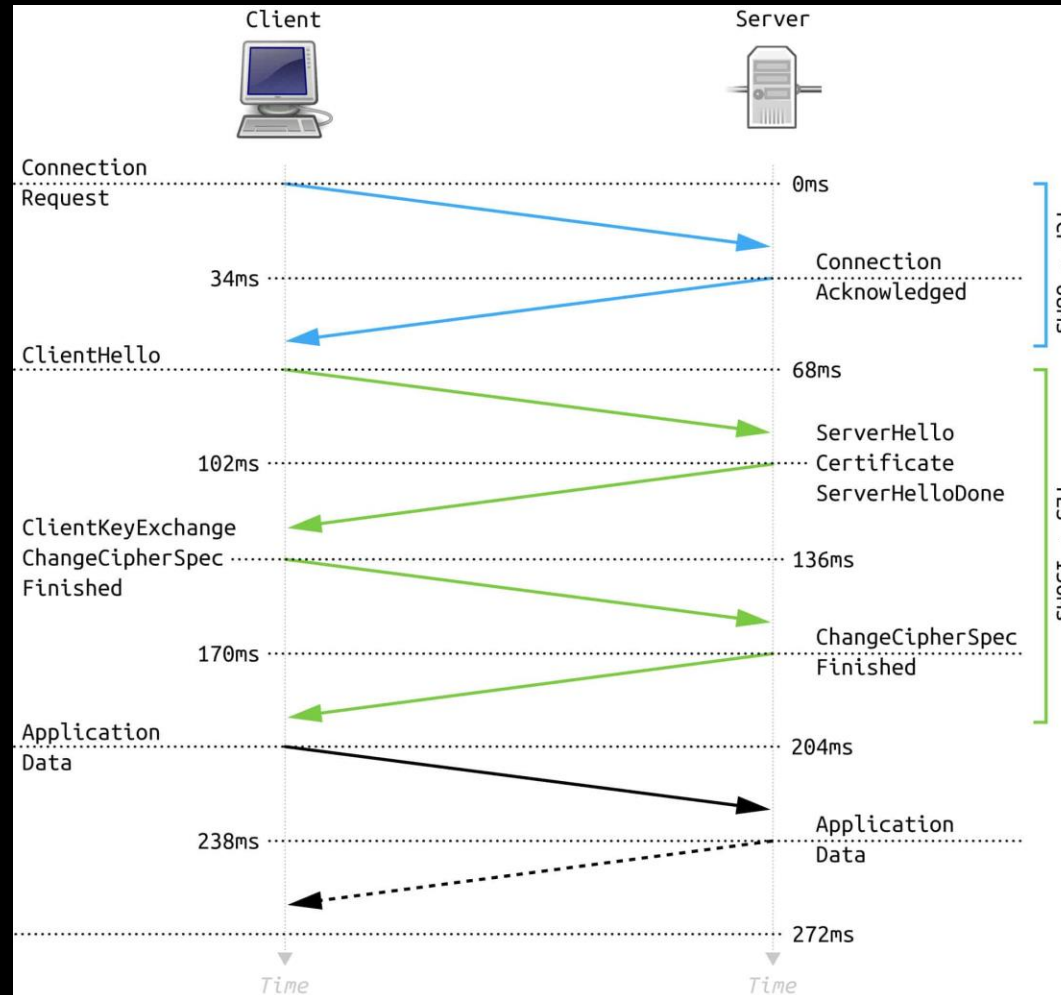 Client
Server
Connection
Request
0ms
Connection
34ms
Acknowledged
ClientHello
68ms
ServerHello
102ms
Certificate
ServerHelloDone
ClientKeyExchange
ChangeCipherSpec
136ms
Finished
ChangeCipherSpec
170ms
Finished
Application
Data
204ms
Application
238ms
Data
272ms
Time
Time